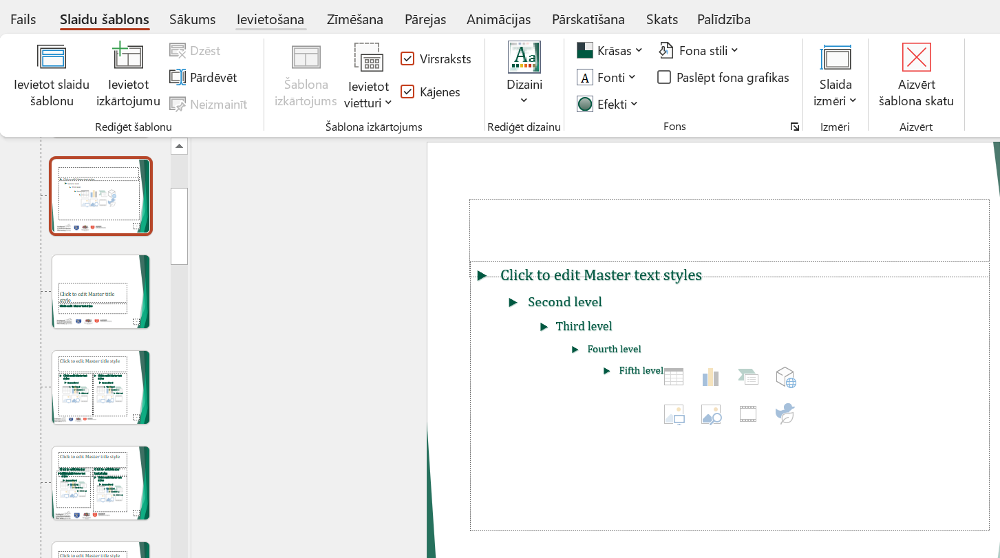 Fails Slaidu šablons Sākums Ievietošana Zīmēšana Pārejas Animācijas Pārskatīšana Skats Palīdzība
Ievietot slaidu
šablonu
Ievietot
izkārtojumu
Dzēst
Pārdēvēt
Neizmainīt
Rediģēt šablonu
Šablona
izkārtojums
Ievietot
vietturi
Virsraksts
Kājenes
Šablona izkārtojums
Aa
Dizaini
Rediģēt dizainu
Krāsas
A Fonti
Efekti
Fona stili
Paslēpt fona grafikas
Fons
Slaida
izmēri
Izmēri
Aizvērt
šablona skatu
Aizvērt
Click to edit Master title
style
Click to edit Master title style
Click to edit Master title style
Click to edit Master title style
Click to edit Master text styles
Second level
Third level
Fourth level
Fifth level